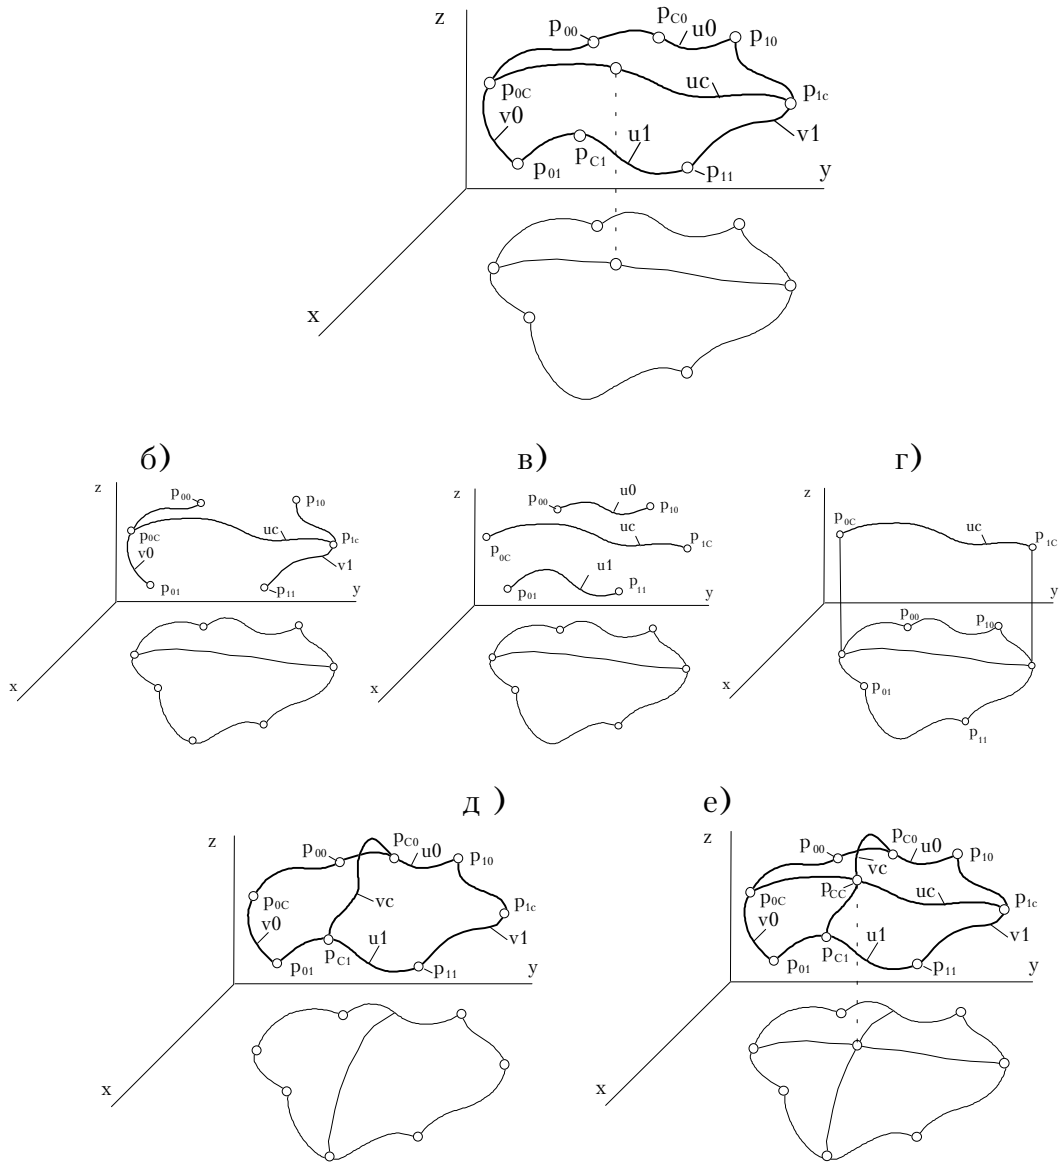 z
p00 pC0 u0 p10
p0C uc p1c
v0 v1
p01 pC1 u1 p11
y
x
б) в) г)
z
p00 p10
p0C uc p1c
v0 v1
p01 p11
y
x
z
p00 u0 p10
p0C uc p1C
p01 u1 p11
y
x
z
p0C uc p1C
y
p00 p10
p01
x
p11
д ) е)
z
p00 pC0 u0 p10
p0C vc p1c
v0 v1
p01 pC1 u1 p11
y
x
z
p00 pC0 u0 p10
vc
p0C pCC uc p1c
v0 v1
p01 pC1 u1 p11
y
x